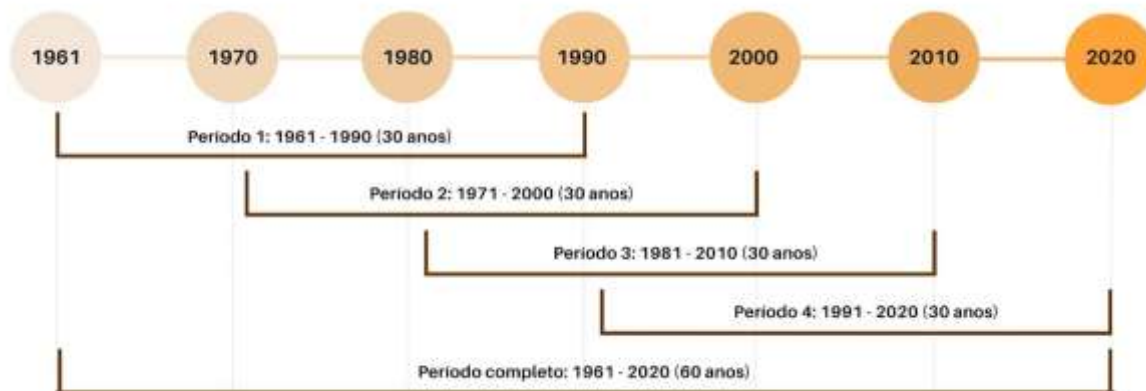 1961 1970 1980 1990 2000 2010 2020
Período 1: 1961 - 1990 (30 anos)
Período 2: 1971 - 2000 (30 anos)
Período 3: 1981 - 2010 (30 anos)
Período 4: 1991 - 2020 (30 anos)
Período completo: 1961 - 2020 (60 anos)